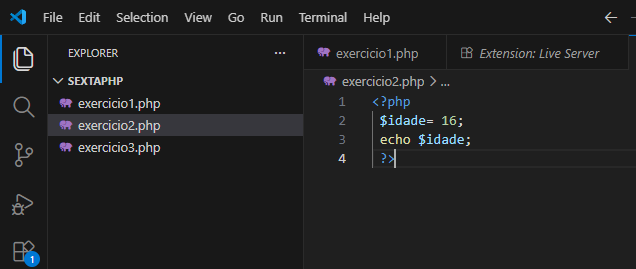 File Edit Selection View Go Run Terminal Help
EXPLORER
SEXTAPHP
exercicio1.php
exercicio2.php
exercicio3.php
1
exercicio1.php Extension: Live Server
exercicio2.php > ...
1 <?php
2 $idade= 16;
3 echo $idade;
4 ?>